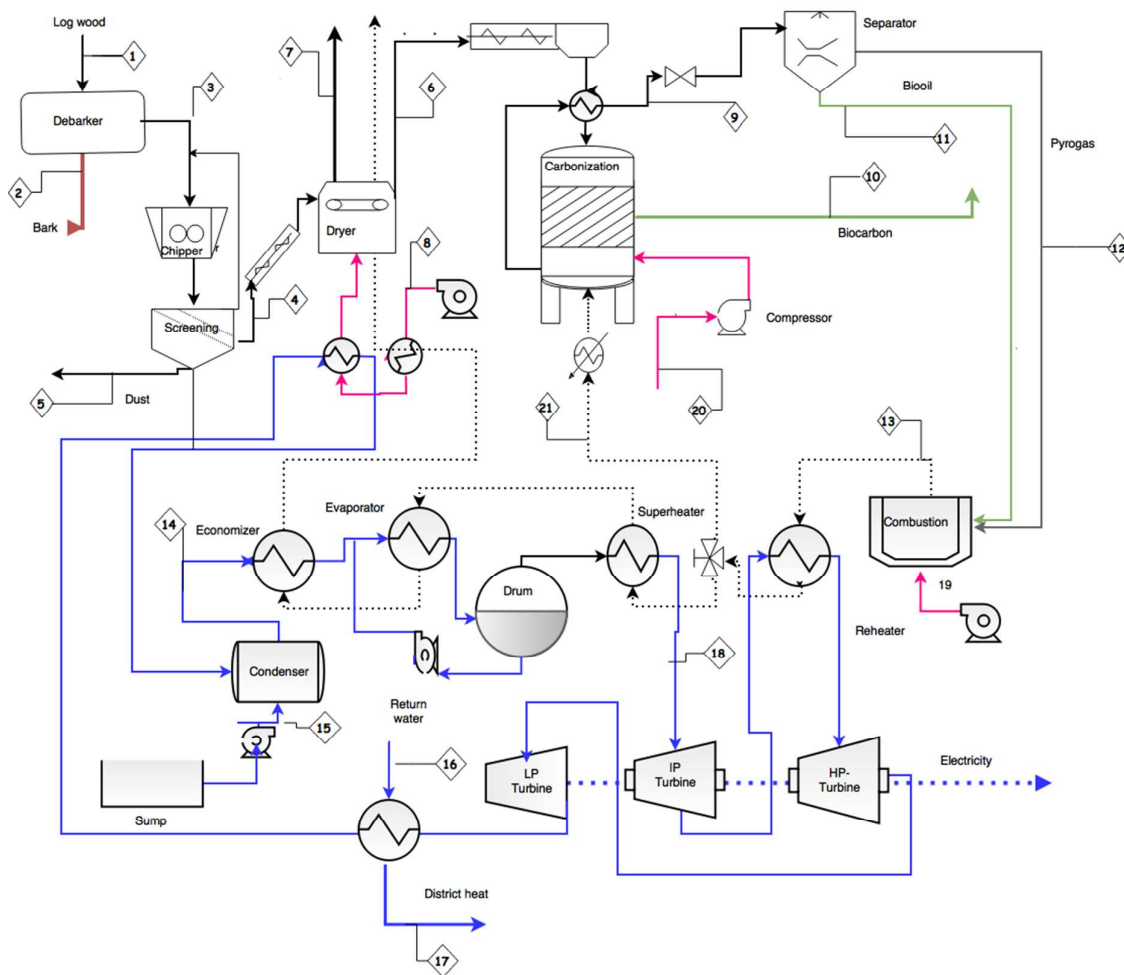 Log wood
1
3
Debarker
2
Bark
Chipper
r
Screening
4
5
Dust
7
6
Dryer
8
Separator
9
Biooil
11
Pyrogas
12
Carbonization
10
Biocarbon
Compressor
20
21
13
Combustion
19
Reheater
Superheater
Evaporator
Economizer
14
Drum
Condenser
15
18
Return
water
16
Sump
LP
Turbine
IP
Turbine
HP-
Turbine
Electricity
District heat
17